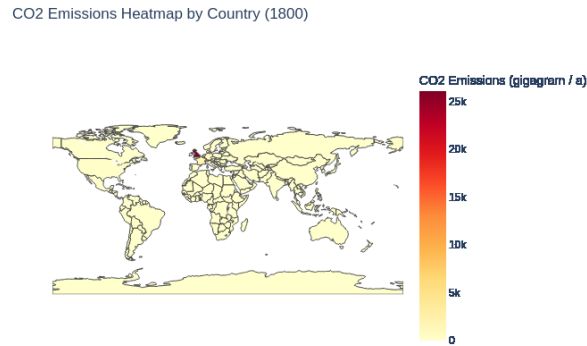 CO2 Emissions Heatmap by Country (1800)
CO2 Emissions (gigagram / a)
25k
20k
15k
10k
5k
0